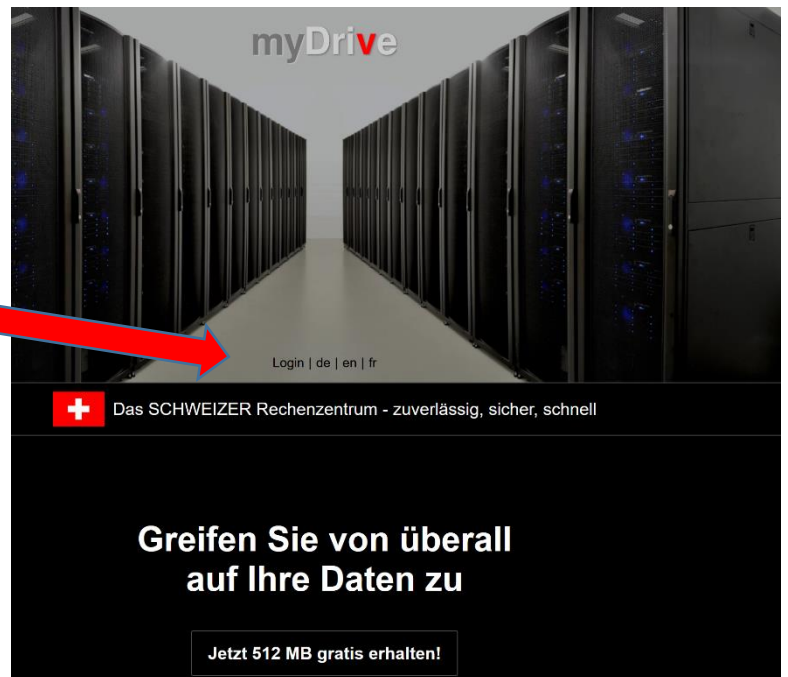 myDrive
Login | de | en | fr
Das SCHWEIZER Rechenzentrum - zuverlässig, sicher, schnell
Greifen Sie von überall
auf Ihre Daten zu
Jetzt 512 MB gratis erhalten!